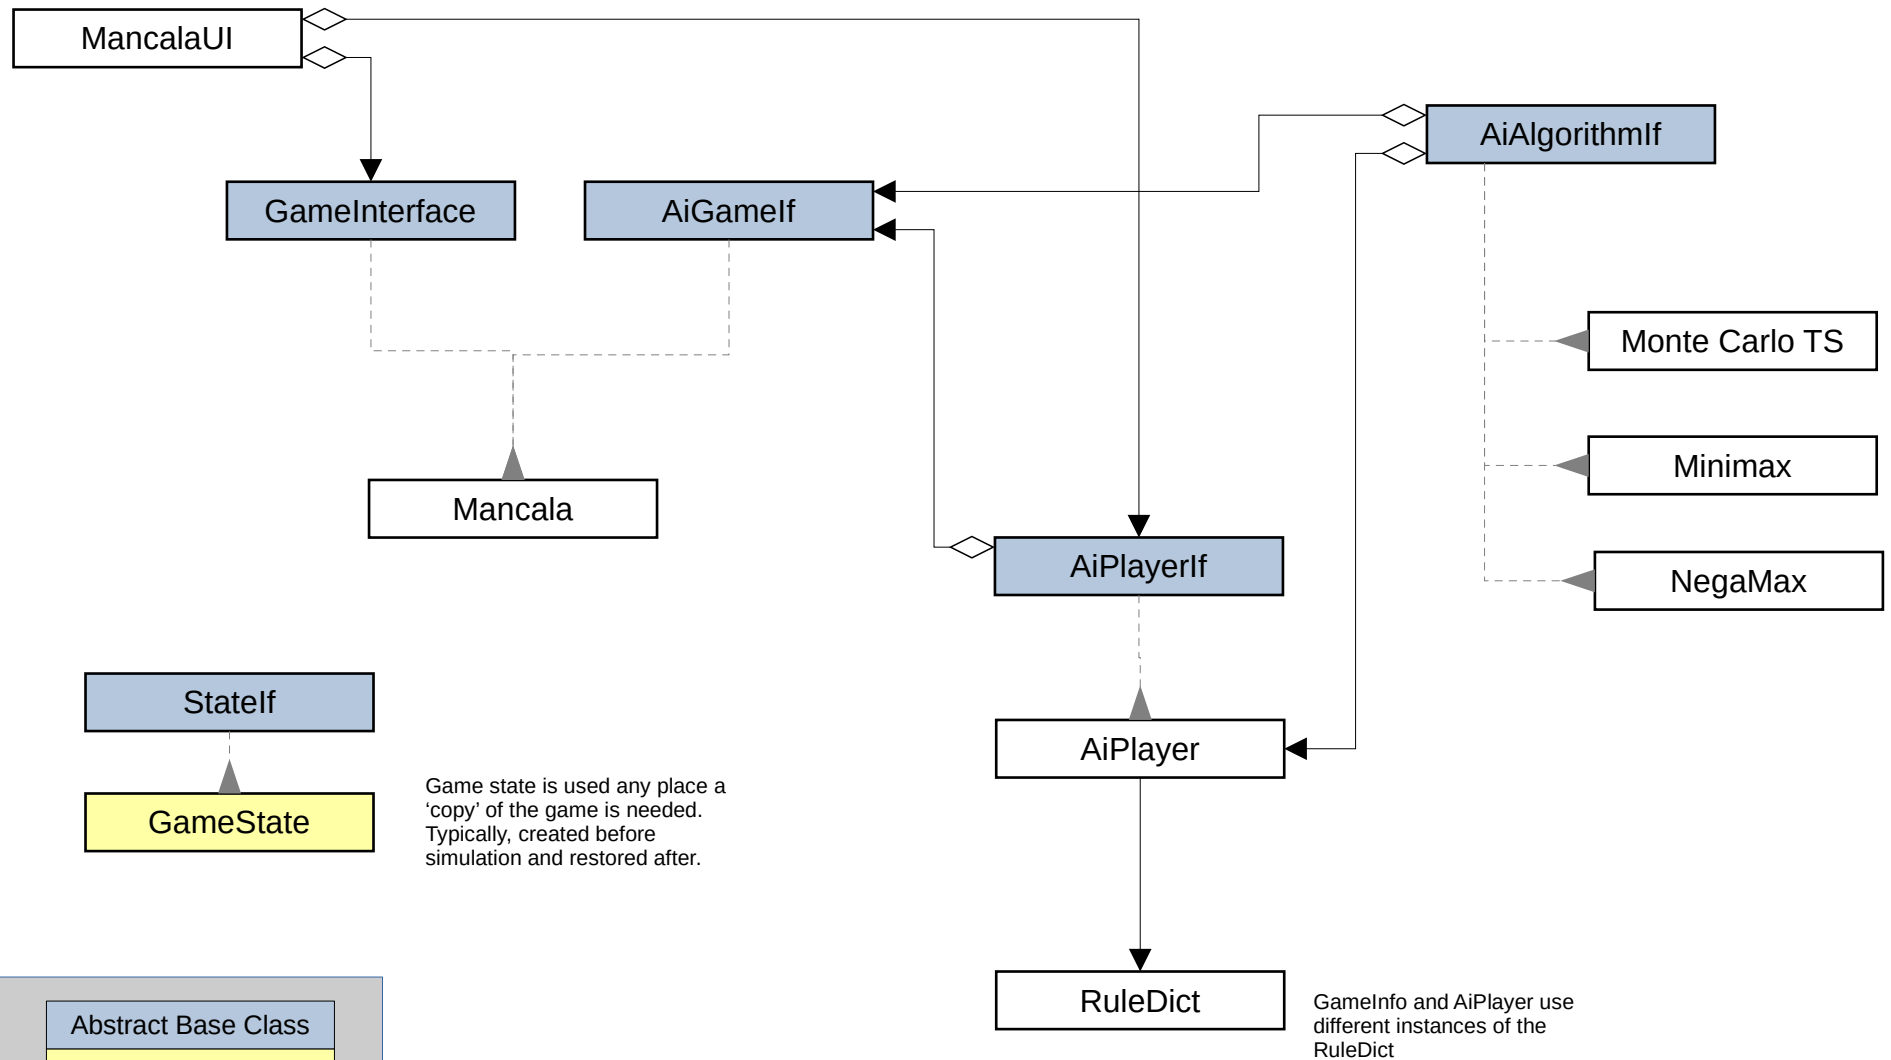 MancalaUI
AiAlgorithmIf
GameInterface
AiGameIf
Monte Carlo TS
Minimax
Mancala
AiPlayerIf
NegaMax
StateIf
AiPlayer
GameState
Game state is used any place a
‘copy’ of the game is needed.
Typically, created before
simulation and restored after.
RuleDict
GameInfo and AiPlayer use
different instances of the
RuleDict
Abstract Base Class